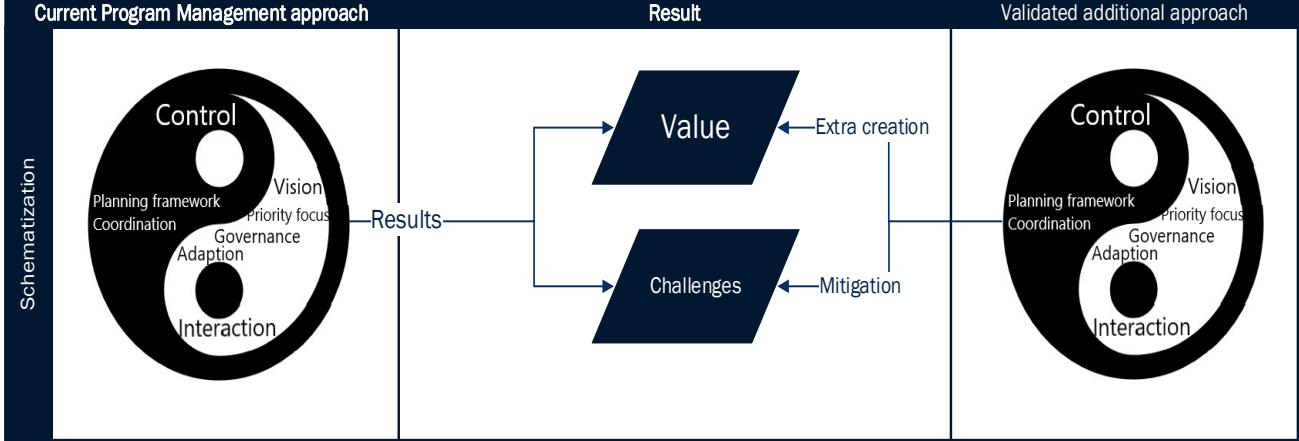 Current Program Management approach
Result
Validated additional approach
Schematization
Control
Vision
Planning framework
Priority focus
Coordination
Governance
Adaption
Interaction
Results
Value
Challenges
Extra creation
Mitigation
Control
Vision
Planning framework
Priority focus
Coordination
Governance
Adaption
Interaction